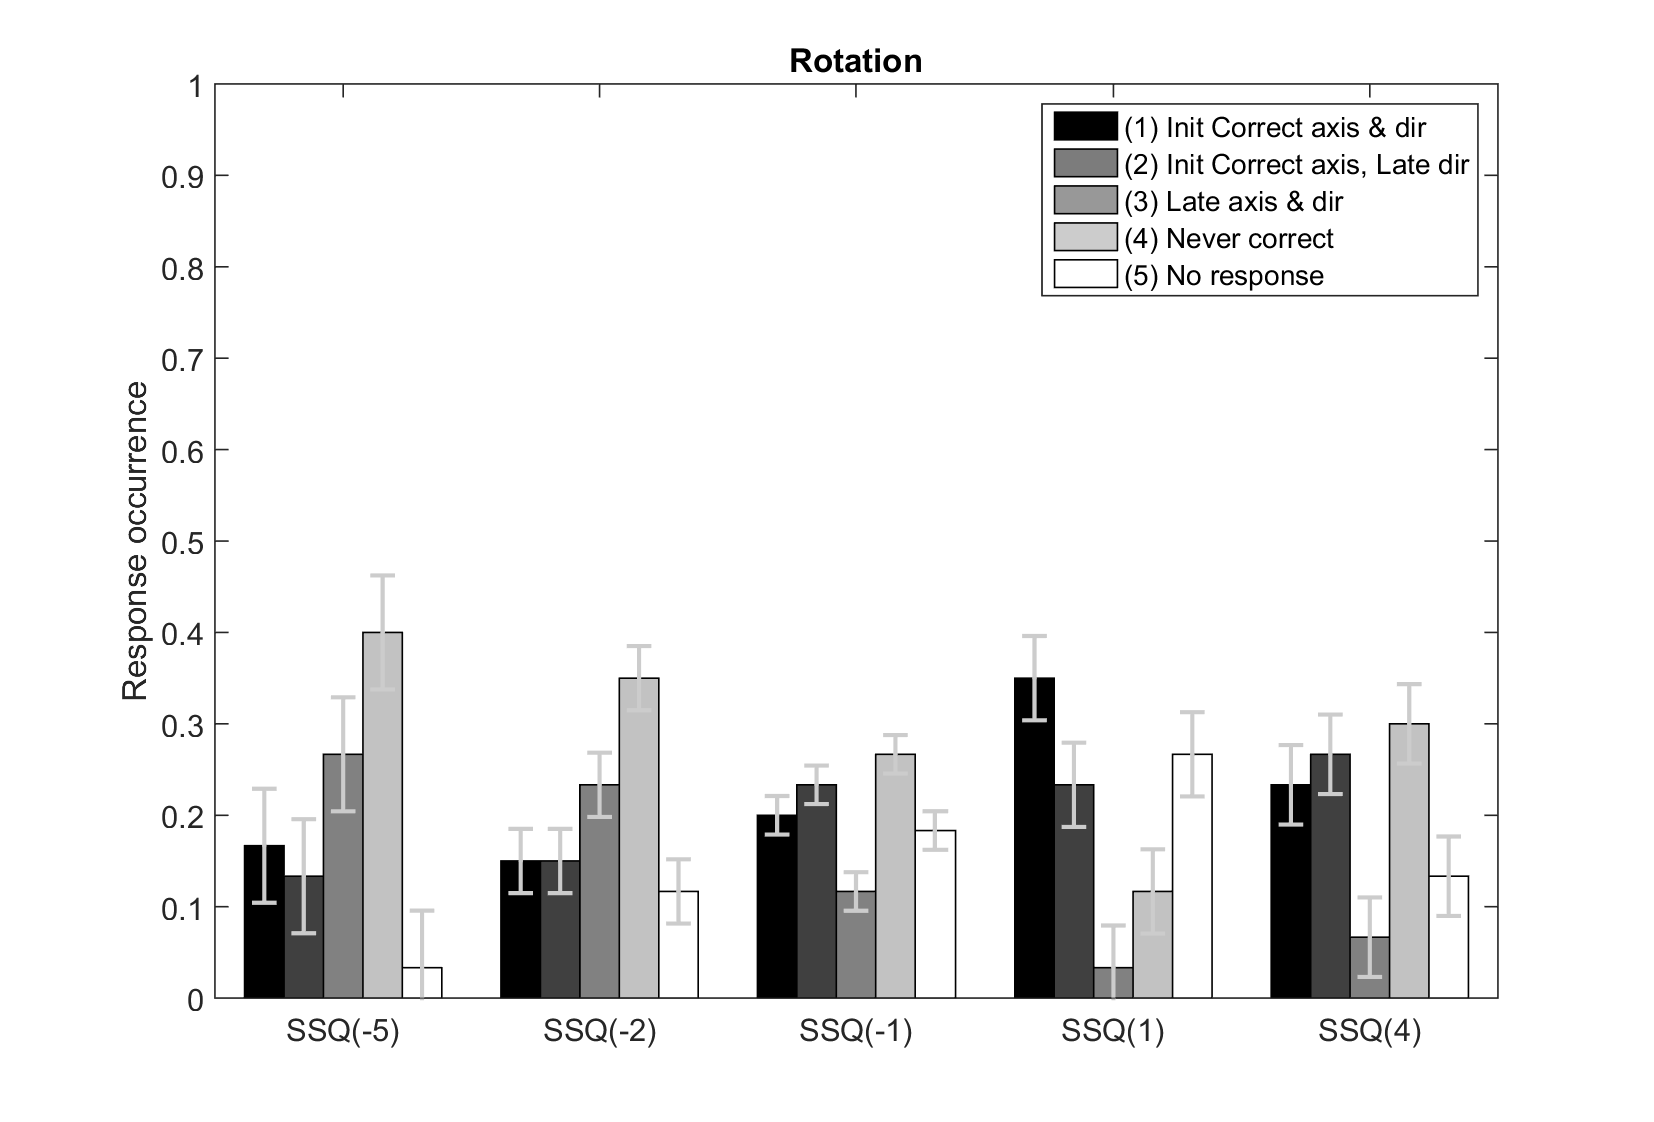 Rotation
1
0.9
0.8
0.7
0.6
0.5
0.4
0.3
0.2
0.1
0
Response occurrence
(1) Init Correct axis & dir
(2) Init Correct axis, Late dir
(3) Late axis & dir
(4) Never correct
(5) No response
SSQ(-5) SSQ(-2) SSQ(-1) SSQ(1) SSQ(4)